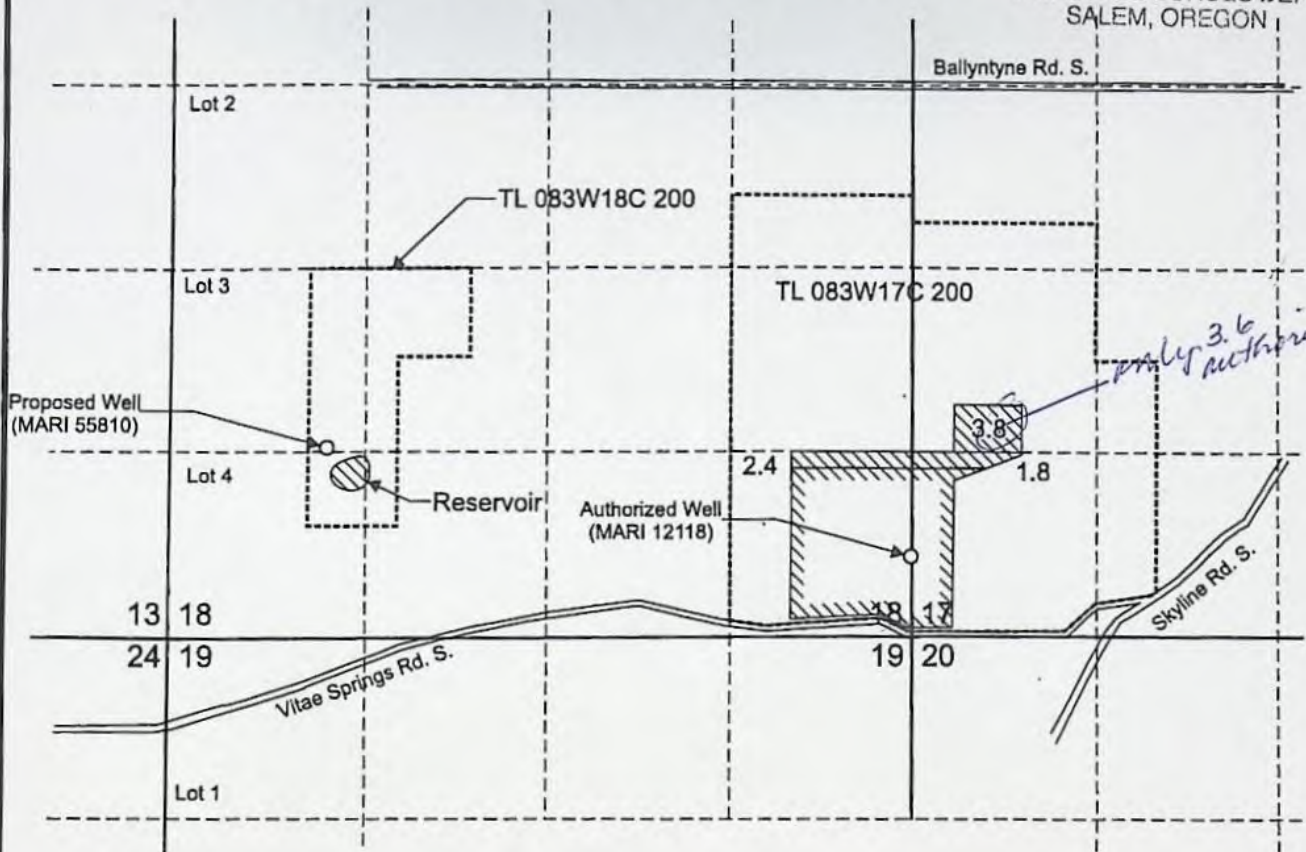 SALEM, OREGON
Ballyntyne Rd. S.
Lot 2
TL 083W18C 200
Lot 3
TL 083W17C 200
only 3.6
Proposed Well
(MARI 55810)
3.8
Lot 4
2.4
1.8
Reservoir
Authorized Well
(MARI 12118)
Skyline Rd. S.
13 18
18 17
24 19
19 20
Vitae Springs Rd. S.
Lot 1